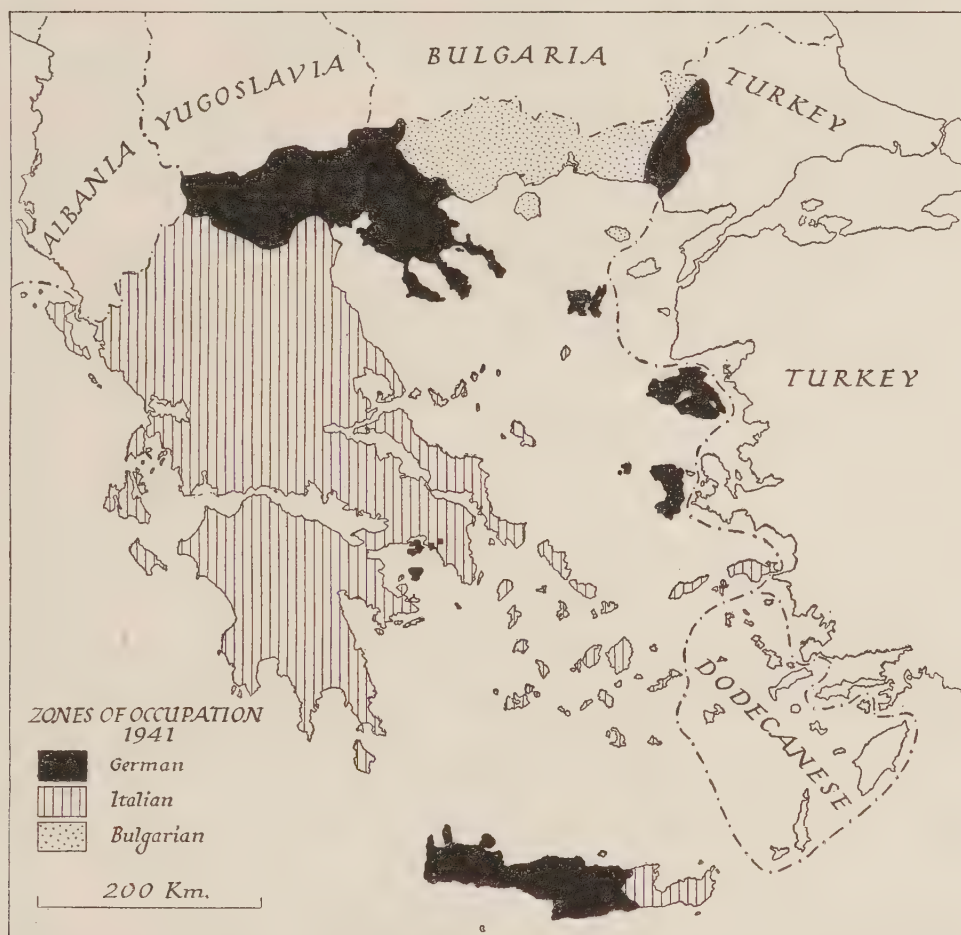 BULGARIA
YUGOSLAVIA
TURKEY
ALBANIA
TURKEY
DODECANESE
ZONES OF OCCUPATION
1941
German
Italian
Bulgarian
200 Km.